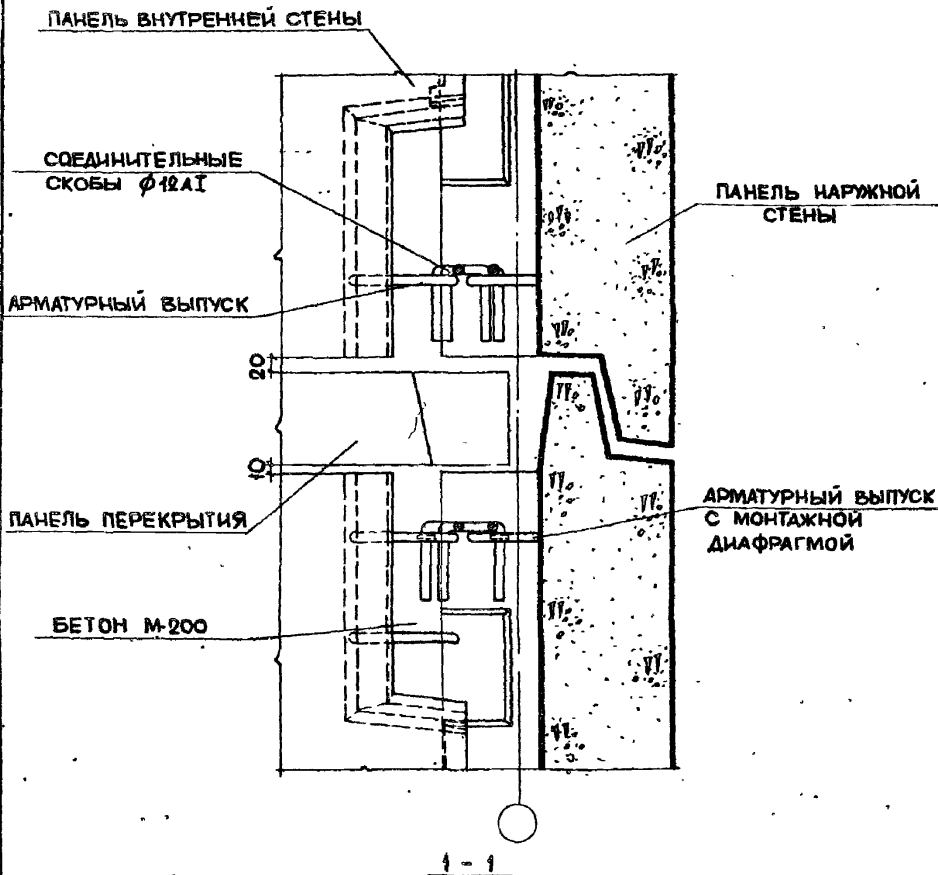 ПАНЕЛЬ ВНУТРЕННЕЙ СТЕНЫ
СОЕДИНИТЕЛЬНЫЕ
СКОБЫ ϕ12АI
ПАНЕЛЬ НАРУЖНОЙ
СТЕНЫ
АРМАТУРНЫЙ ВЫПУСК
20
10
ПАНЕЛЬ ПЕРЕКРЫТИЯ
АРМАТУРНЫЙ ВЫПУСК
С МОНТАЖНОЙ
ДИАФРАГМОЙ
БЕТОН М-200
1-1